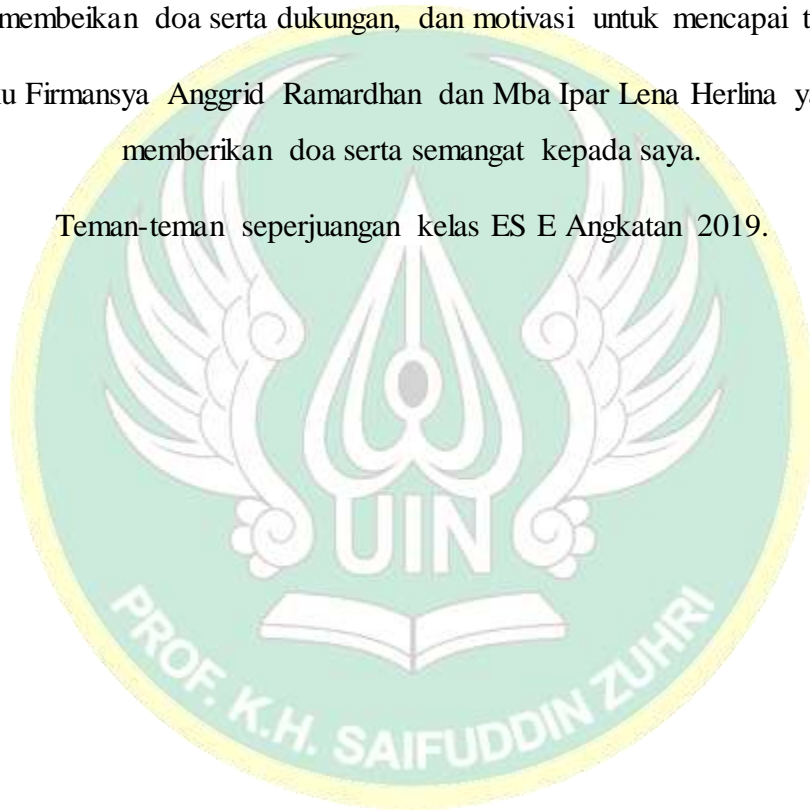 membeikan doa serta dukungan, dan motivasi untuk mencapai
Firmansya Anggrid Ramardhan dan Mba Ipar Lena Herlina
memberikan doa serta semangat kepada saya.
Teman-teman seperjuangan kelas ES E Angkatan 2019.
UIN
PROF. K.H. SAIFUDDIN ZUHRI